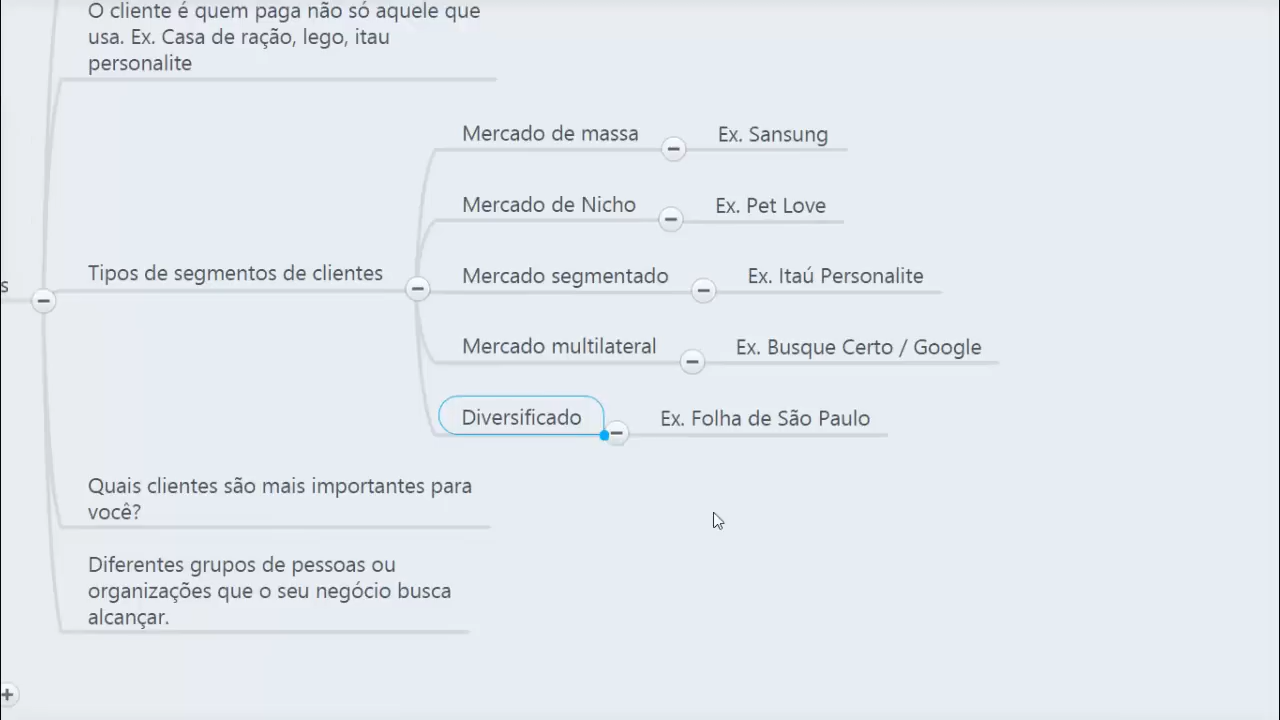 O cliente é quem paga não só aquele que
usa. Ex. Casa de ração, lego, itau
personalite
Mercado de massa
Ex. Sansung
Mercado de Nicho
Ex. Pet Love
s
Tipos de segmentos de clientes
Mercado segmentado
Ex. Itaú Personalite
Mercado multilateral
Ex. Busque Certo / Google
Diversificado
Ex. Folha de São Paulo
Quais clientes são mais importantes para
você?
Diferentes grupos de pessoas ou
organizações que o seu negócio busca
alcançar.